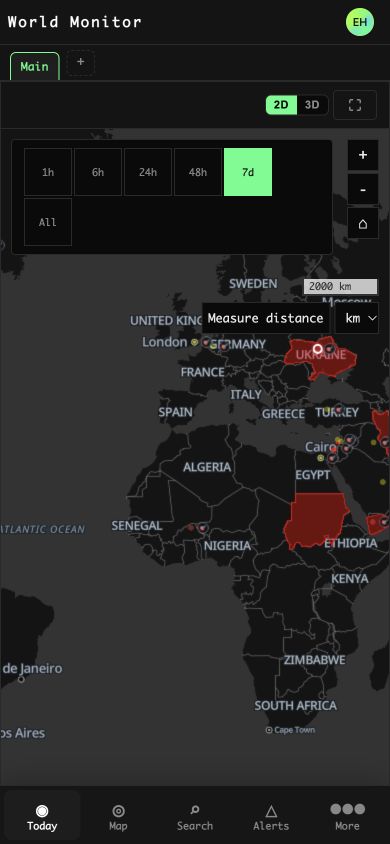 World Monitor
EH
Main
+
2D 3D
1h 6h 24h 48h 7d
All
+
-
SWEDEN
2000 km
Moscow
UNITED KING
Measure distance
km
London
GERMANY
UKRAINE
FRANCE
ITALY
SPAIN
GREECE
TURKEY
Cairo
ALGERIA
EGYPT
ATLANTIC OCEAN
SENEGAL
NIGERIA
ETHIOPIA
KENYA
ZIMBABWE
de Janeiro
SOUTH AFRICA
Cape Town
os Aires
Today
Map
Search
Alerts
More